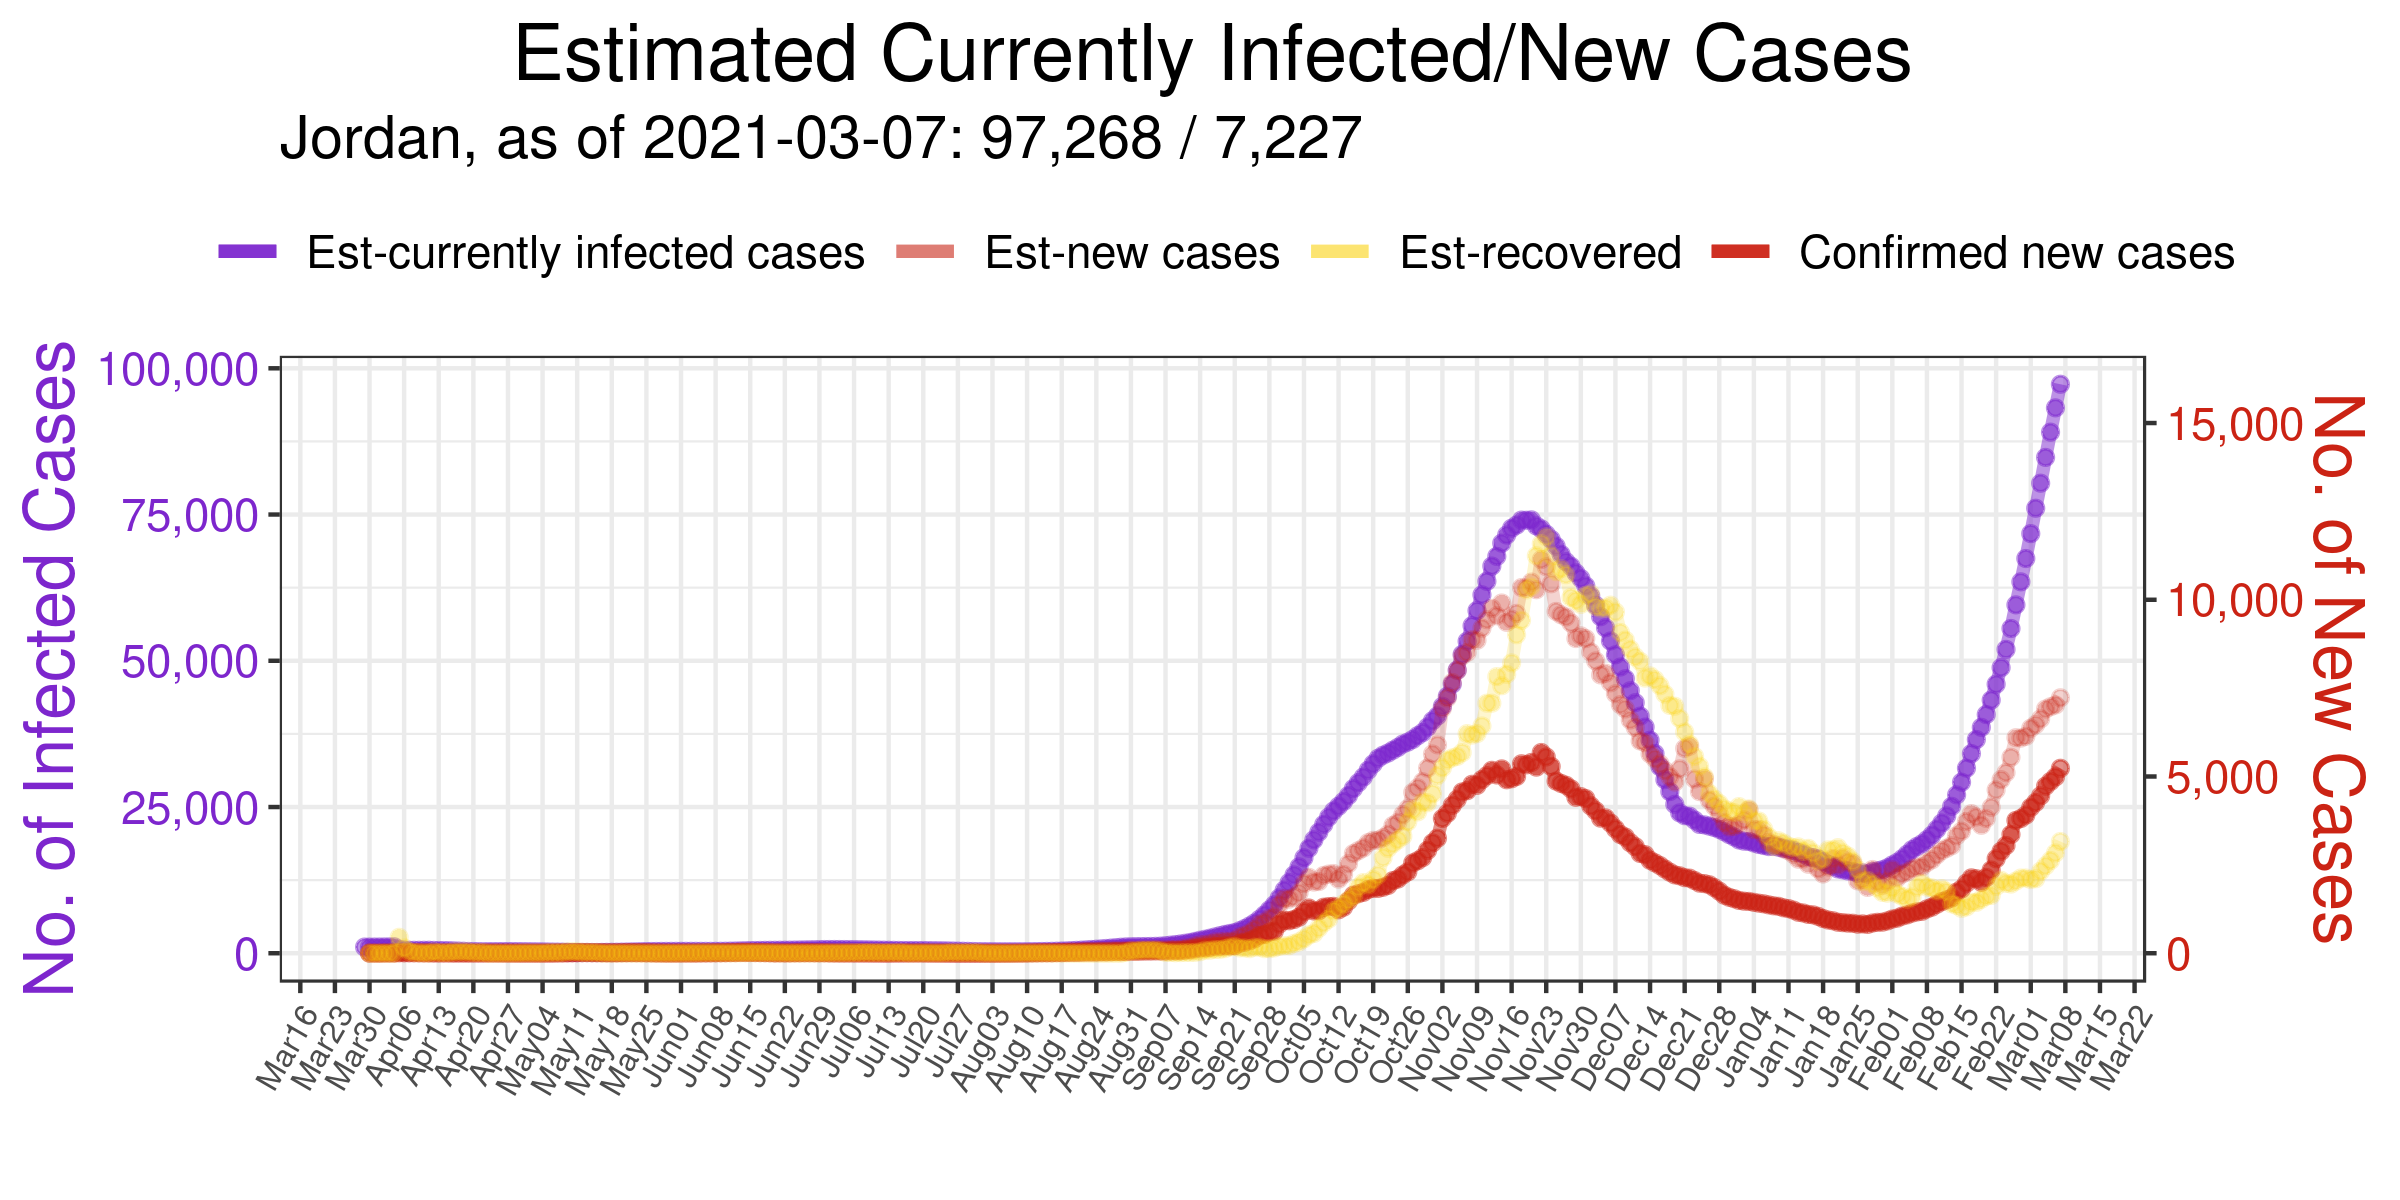 Estimated Currently Infected/New Cases
Jordan, as of 2021-03-07: 97,268 / 7,227
Est-currently infected cases Est-new cases Est-recovered Confirmed new cases
No. of Infected Cases
100,000
75,000
50,000
25,000
0
15,000
10,000
5,000
0
No. of New Cases
Mar16 Mar23 Mar30 Apr06 Apr13 Apr20 Apr27 May04 May11 May18 May25 Jun01 Jun08 Jun15 Jun22 Jun29 Jul06 Jul13 Jul20 Jul27 Aug03 Aug10 Aug17 Aug24 Aug31 Sep07 Sep14 Sep21 Sep28 Oct05 Oct12 Oct19 Oct26 Nov02 Nov09 Nov16 Nov23 Nov30 Dec07 Dec14 Dec21 Dec28 Jan04 Jan11 Jan18 Jan25 Feb01 Feb08 Feb15 Feb22 Mar01 Mar08 Mar15 Mar22